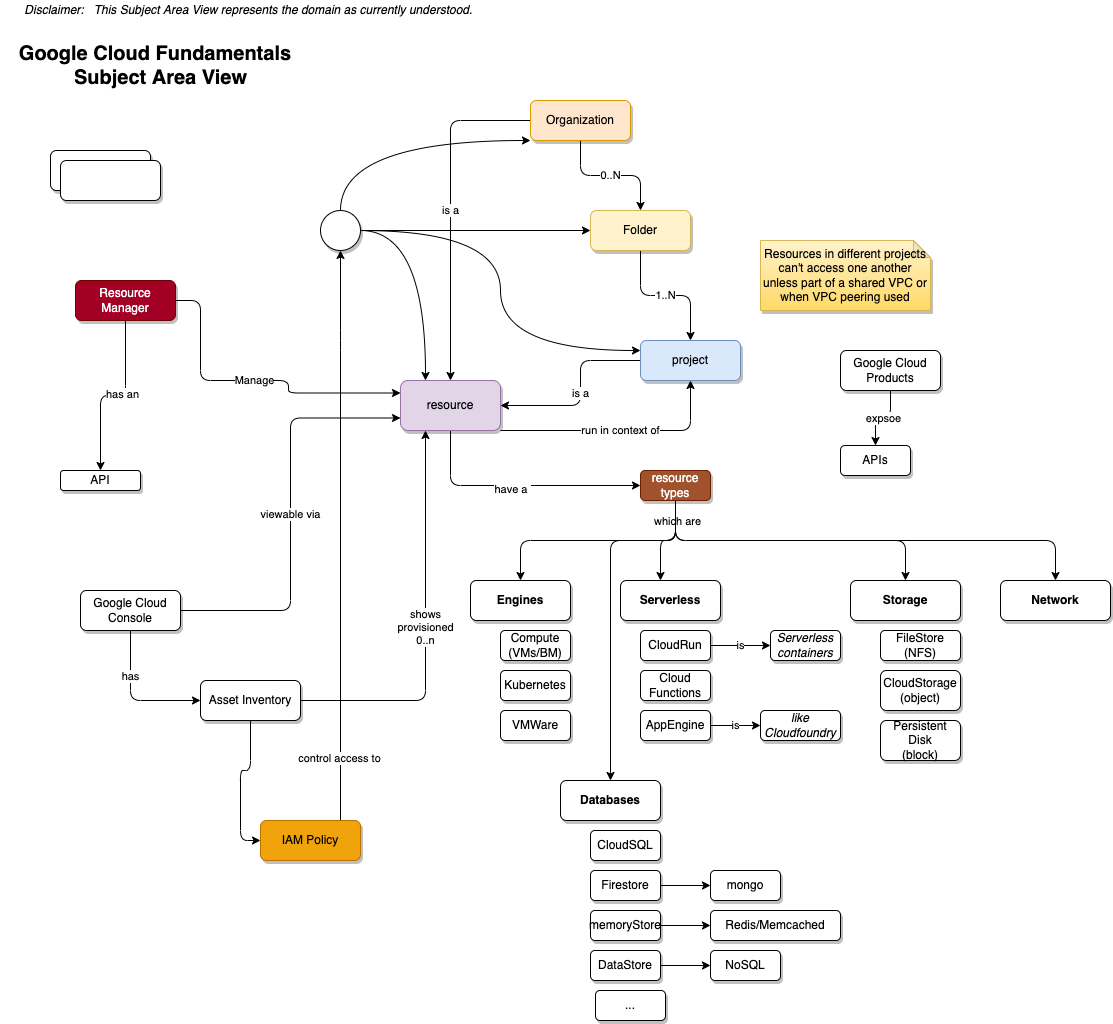 Disclaimer: This Subject Area View represents the domain as currently understood.
Google Cloud Fundamentals
Subject Area View
Organization
0..N
is a
Folder
Resources in different projects
can't access one another
unless part of a shared VPC or
when VPC peering used
Resource
Manager
1..N
project
Google Cloud
Products
Manage
is a
resource
has an
expsoe
run in context of
APIs
API
resource
types
have a
viewable via
which are
Google Cloud
Console
shows
provisioned
0..n
Engines
Serverless
Storage
Network
Compute
(VMs/BM)
CloudRun
is
Serverless
containers
FileStore
(NFS)
has
Kubernetes
Cloud
Functions
CloudStorage
(object)
Asset Inventory
VMWare
AppEngine
is
like
Cloudfoundry
Persistent
Disk
(block)
control access to
Databases
IAM Policy
CloudSQL
Firestore
mongo
memoryStore
Redis/Memcached
DataStore
NoSQL
...